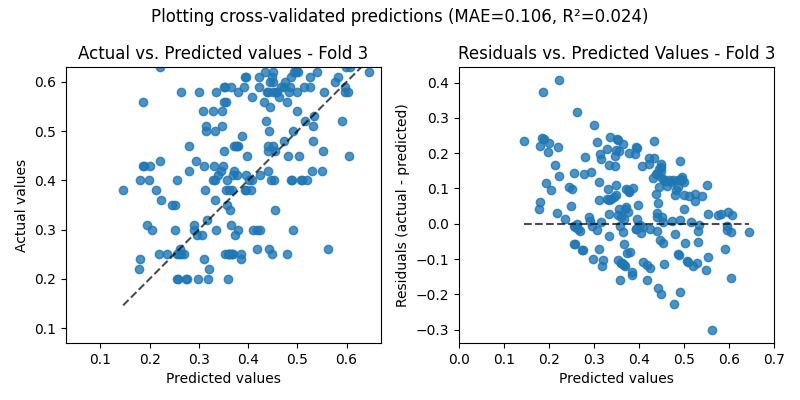 Plotting cross-validated predictions (MAE=0.106, R²=0.024)
Actual vs. Predicted values - Fold 3
Residuals vs. Predicted Values - Fold 3
Actual values
0.6
0.5
0.4
0.3
0.2
0.1
0.1 0.2 0.3 0.4 0.5 0.6
Predicted values
Residuals (actual - predicted)
0.4
0.3
0.2
0.1
0.0
−0.1
−0.2
−0.3
0.0 0.1 0.2 0.3 0.4 0.5 0.6 0.7
Predicted values